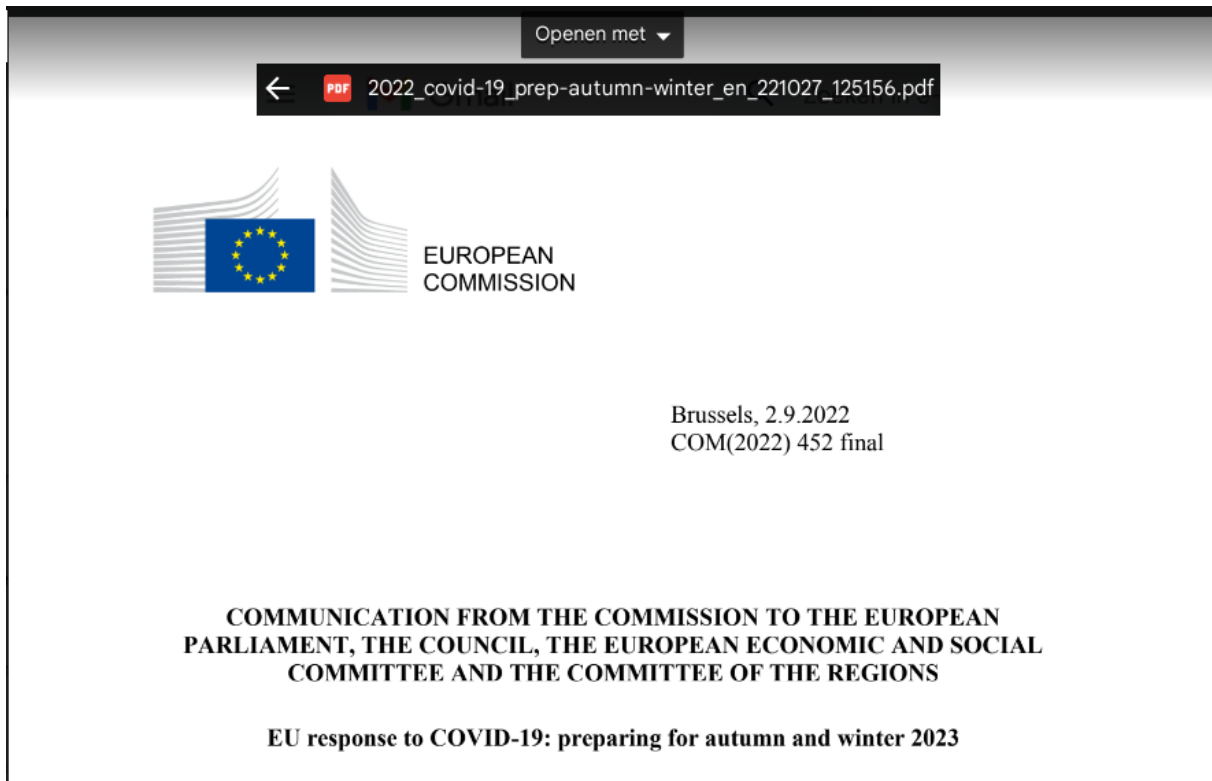 Openen met
PDF 2022_covid-19_prep-autumn-winter_en_221027_125156.pdf
EUROPEAN
COMMISSION
Brussels, 2.9.2022
COM(2022) 452 final
COMMUNICATION FROM THE COMMISSION TO THE EUROPEAN
PARLIAMENT, THE COUNCIL, THE EUROPEAN ECONOMIC AND SOCIAL
COMMITTEE AND THE COMMITTEE OF THE REGIONS
EU response to COVID-19: preparing for autumn and winter 2023